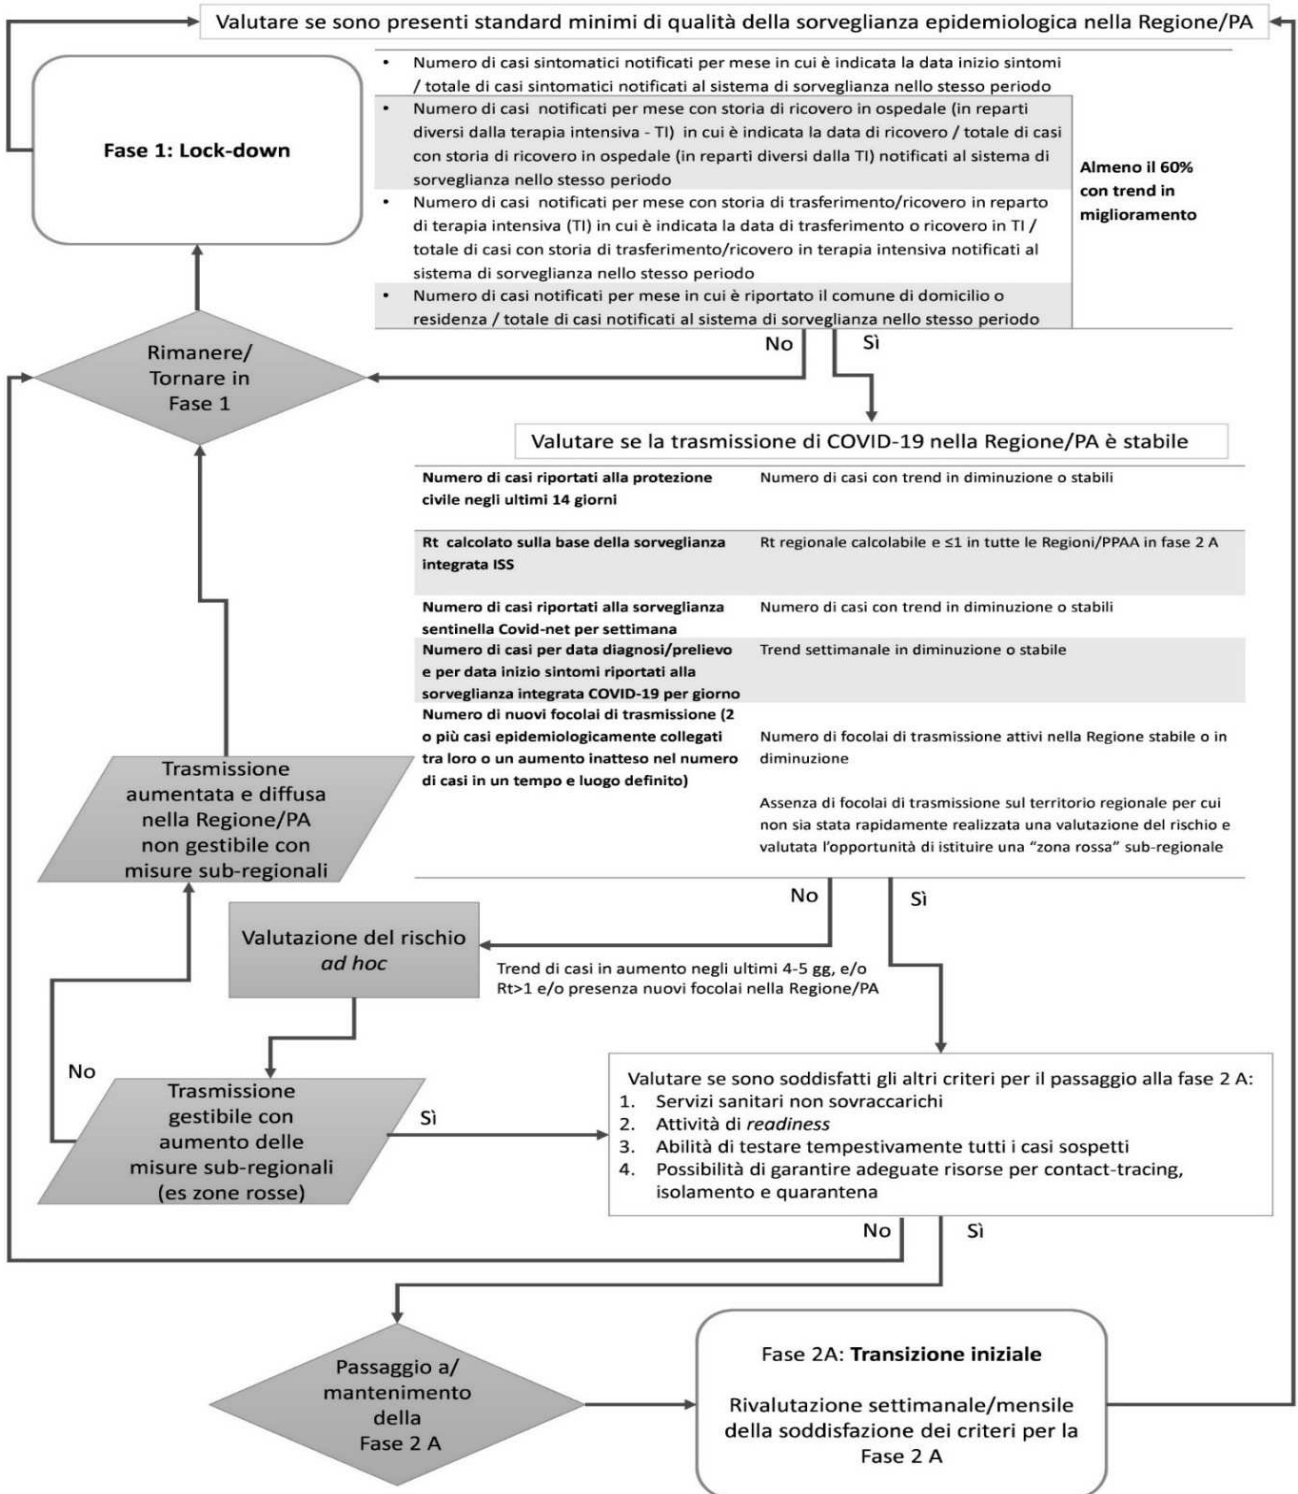 Valutare se sono presenti standard minimi di qualità della sorveglianza epidemiologica nella Regione/PA
Fase 1: Lock-down
• Numero di casi sintomatici notificati per mese in cui è indicata la data inizio sintomi
/ totale di casi sintomatici notificati al sistema di sorveglianza nello stesso periodo
• Numero di casi notificati per mese con storia di ricovero in ospedale (in reparti
diversi dalla terapia intensiva - TI) in cui è indicata la data di ricovero / totale di casi
con storia di ricovero in ospedale (in reparti diversi dalla TI) notificati al sistema di
sorveglianza nello stesso periodo
• Numero di casi notificati per mese con storia di trasferimento/ricovero in reparto
di terapia intensiva (TI) in cui è indicata la data di trasferimento o ricovero in TI /
totale di casi con storia di trasferimento/ricovero in terapia intensiva notificati al
sistema di sorveglianza nello stesso periodo
• Numero di casi notificati per mese in cui è riportato il comune di domicilio o
residenza / totale di casi notificati al sistema di sorveglianza nello stesso periodo
Almeno il 60%
con trend in
miglioramento
No
Sì
Rimanere/
Tornare in
Fase 1
Valutare se la trasmissione di COVID-19 nella Regione/PA è stabile
Numero di casi riportati alla protezione
civile negli ultimi 14 giorni
Numero di casi con trend in diminuzione o stabili
Rt calcolato sulla base della sorveglianza
integrata ISS
Rt regionale calcolabile e ≤1 in tutte le Regioni/PPAA in fase 2 A
Numero di casi riportati alla sorveglianza
sentinella Covid-net per settimana
Numero di casi con trend in diminuzione o stabili
Numero di casi per data diagnosi/prelievo
e per data inizio sintomi riportati alla
sorveglianza integrata COVID-19 per giorno
Trend settimanale in diminuzione o stabile
Numero di nuovi focolai di trasmissione (2
o più casi epidemiologicamente collegati
tra loro o un aumento inatteso nel numero
di casi in un tempo e luogo definito)
Numero di focolai di trasmissione attivi nella Regione stabile o in
diminuzione
Assenza di focolai di trasmissione sul territorio regionale per cui
non sia stata rapidamente realizzata una valutazione del rischio e
valutata l'opportunità di istituire una "zona rossa" sub-regionale
Trasmissione
aumentata e diffusa
nella Regione/PA
non gestibile con
misure sub-regionali
No
Sì
Valutazione del rischio
ad hoc
Trend di casi in aumento negli ultimi 4-5 gg, e/o
Rt>1 e/o presenza nuovi focolai nella Regione/PA
No
Trasmissione
gestibile con
aumento delle
misure sub-regionali
(es zone rosse)
Sì
Valutare se sono soddisfatti gli altri criteri per il passaggio alla fase 2 A:
1. Servizi sanitari non sovraccarichi
2. Attività di readiness
3. Abilità di testare tempestivamente tutti i casi sospetti
4. Possibilità di garantire adeguate risorse per contact-tracing,
isolamento e quarantena
No
Sì
Passaggio a/
mantenimento
della
Fase 2 A
Fase 2A: Transizione iniziale
Rivalutazione settimanale/mensile
della soddisfazione dei criteri per la
Fase 2 A